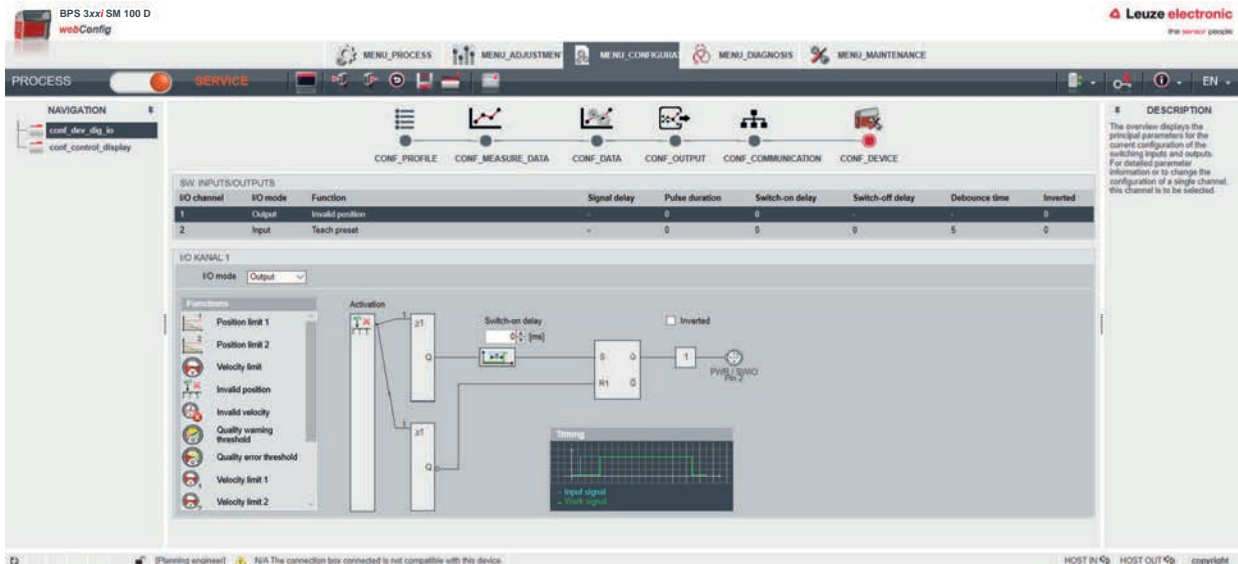 BPS 3xxi SM 100 D
webConfig
Leuze electronic
the sensor people
MENU_PROCESS
MENU_ADJUSTMEN
MENU_CONFIGURA
MENU_DIAGNOSIS
MENU_MAINTENANCE
PROCESS
SERVICE
EN
NAVIGATION
conf_dev_dig_io
conf_control_display
CONF_PROFILE
CONF_MEASURE_DATA
CONF_DATA
CONF_OUTPUT
CONF_COMMUNICATION
CONF_DEVICE
DESCRIPTION
The overview displays the
principal parameters for the
current configuration of the
switching inputs and outputs.
For detailed parameter
information or to change the
configuration of a single channel,
this channel is to be selected.
SW. INPUTS/OUTPUTS
I/O channel I/O mode Function Signal delay Pulse duration Switch-on delay Switch-off delay Debounce time Inverted
1 Output Invalid position - 0 0 - - 0
2 Input Teach preset - 0 0 0 5 0
I/O KANAL 1
I/O mode Output
Functions
Position limit 1
Position limit 2
Velocity limit
Invalid position
Invalid velocity
Quality warning
threshold
Quality error threshold
Velocity limit 1
Velocity limit 2
Activation
1
≥1
Q
1
≥1
Q
Switch-on delay
0 [ms]
S Q
R1 Q̅
Inverted
1
PWR / SWIO
Pin 2
Timing
- Input signal
- Work signal
[Planning engineer]
N/A The connection box connected is not compatible with this device.
HOST IN
HOST OUT
copyright